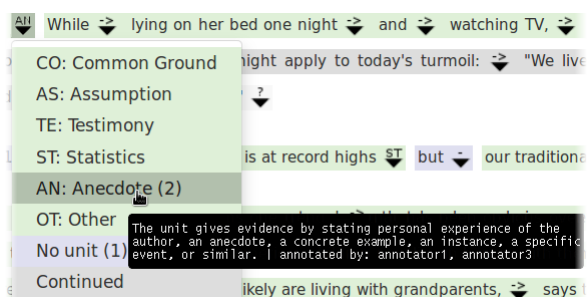 AN While -> lying on her bed one night -> and -> watching TV, ->
CO: Common Ground
ight apply to today's turmoil: -> "We live
AS: Assumption
?
TE: Testimony
ST: Statistics
is at record highs ST but - our traditiona
AN: Anecdote (2)
OT: Other
The unit gives evidence by stating personal experience of the
author, an anecdote, a concrete example, an instance, a specific
event, or similar. | annotated by: annotator1, annotator3
No unit (1)
Continued
ikely are living with grandparents, -> says